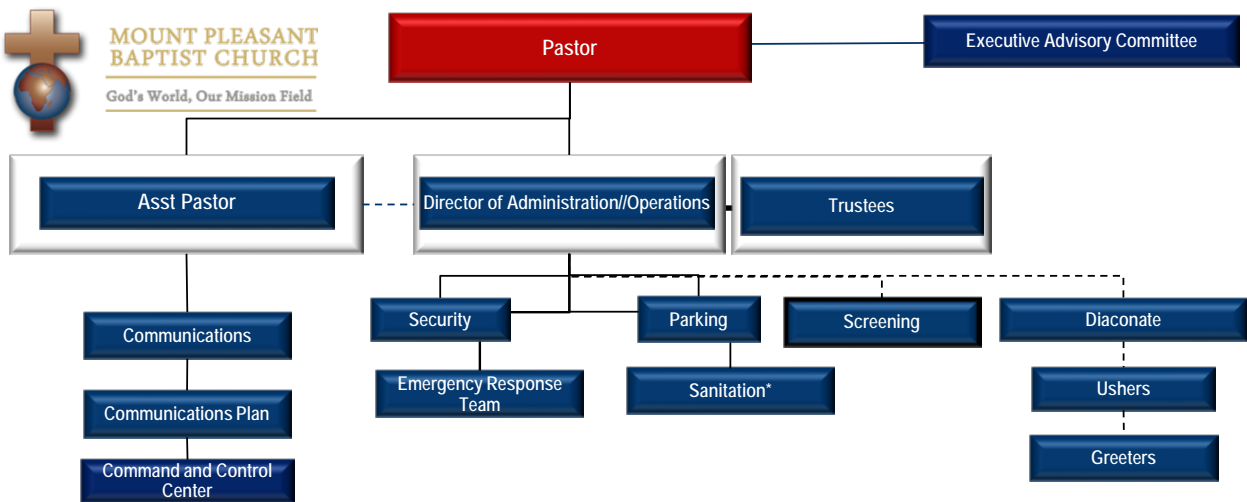 MOUNT PLEASANT
BAPTIST CHURCH
God's World, Our Mission Field
Pastor
Executive Advisory Committee
Asst Pastor
Director of Administration//Operations
Trustees
Security
Parking
Screening
Diaconate
Communications
Emergency Response
Team
Sanitation*
Ushers
Communications Plan
Greeters
Command and Control
Center